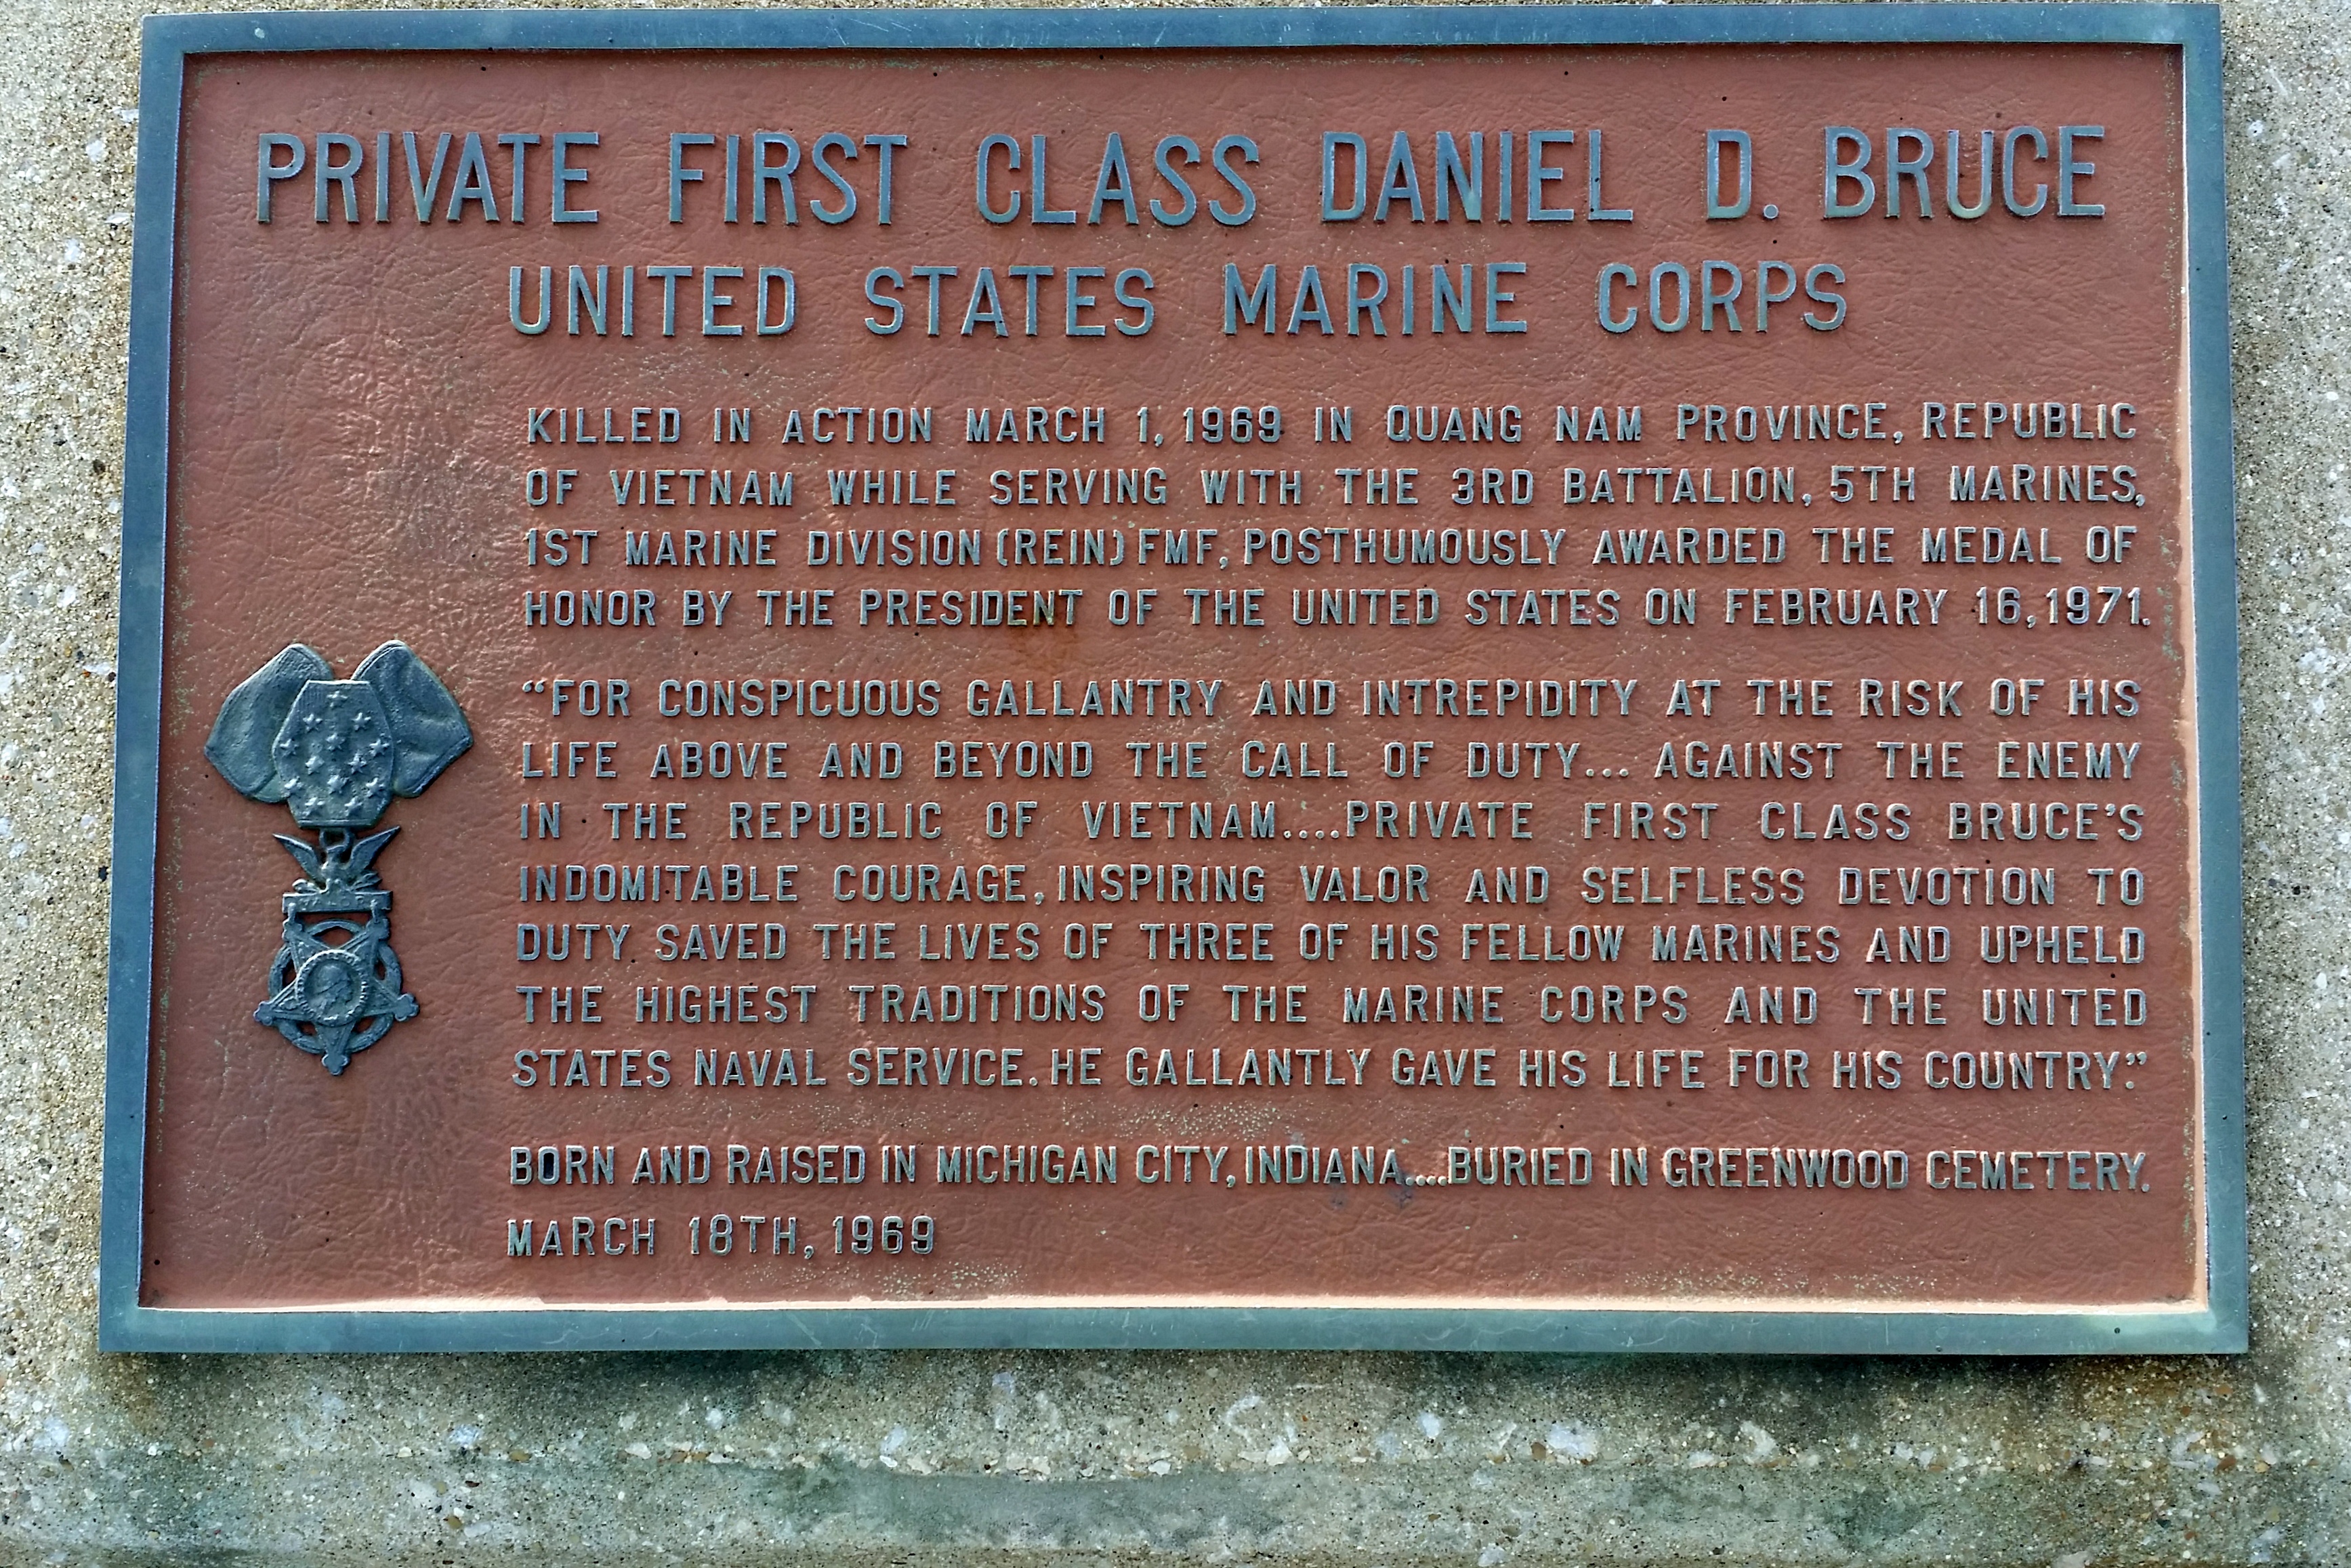 PRIVATE FIRST CLASS DANIEL D. BRUCE
UNITED STATES MARINE CORPS
KILLED IN ACTION MARCH 1, 1969 IN QUANG NAM PROVINCE, REPUBLIC
OF VIETNAM WHILE SERVING WITH THE 3RD BATTALION, 5TH MARINES,
1ST MARINE DIVISION (REIN) FMF, POSTHUMOUSLY AWARDED THE MEDAL OF
HONOR BY THE PRESIDENT OF THE UNITED STATES ON FEBRUARY 16, 1971.
“FOR CONSPICUOUS GALLANTRY AND INTREPIDITY AT THE RISK OF HIS
LIFE ABOVE AND BEYOND THE CALL OF DUTY... AGAINST THE ENEMY
IN THE REPUBLIC OF VIETNAM....PRIVATE FIRST CLASS BRUCE'S
INDOMITABLE COURAGE, INSPIRING VALOR AND SELFLESS DEVOTION TO
DUTY SAVED THE LIVES OF THREE OF HIS FELLOW MARINES AND UPHELD
THE HIGHEST TRADITIONS OF THE MARINE CORPS AND THE UNITED
STATES NAVAL SERVICE. HE GALLANTLY GAVE HIS LIFE FOR HIS COUNTRY.”
BORN AND RAISED IN MICHIGAN CITY, INDIANA....BURIED IN GREENWOOD CEMETERY.
MARCH 18TH, 1969